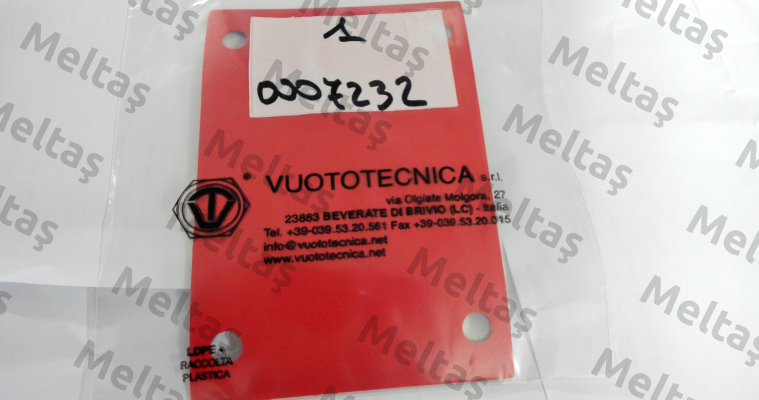 1
0007232
VUOTOTECNICA s.r.l.
via Olgiate Molgora, 27
23883 BEVERATE DI BRIVIO (LC) - Italia
Tel. +39-039.53.20.561 Fax +39-039.53.20.015
info@vuototecnica.net
www.vuototecnica.net
LDPE 4
RACCOLTA
PLASTICA
Meltaş